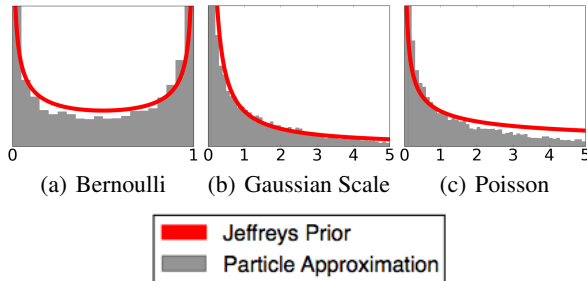 0 1 0 1 2 3 4 5 0 1 2 3 4 5
(a) Bernoulli (b) Gaussian Scale (c) Poisson
Jeffreys Prior
Particle Approximation